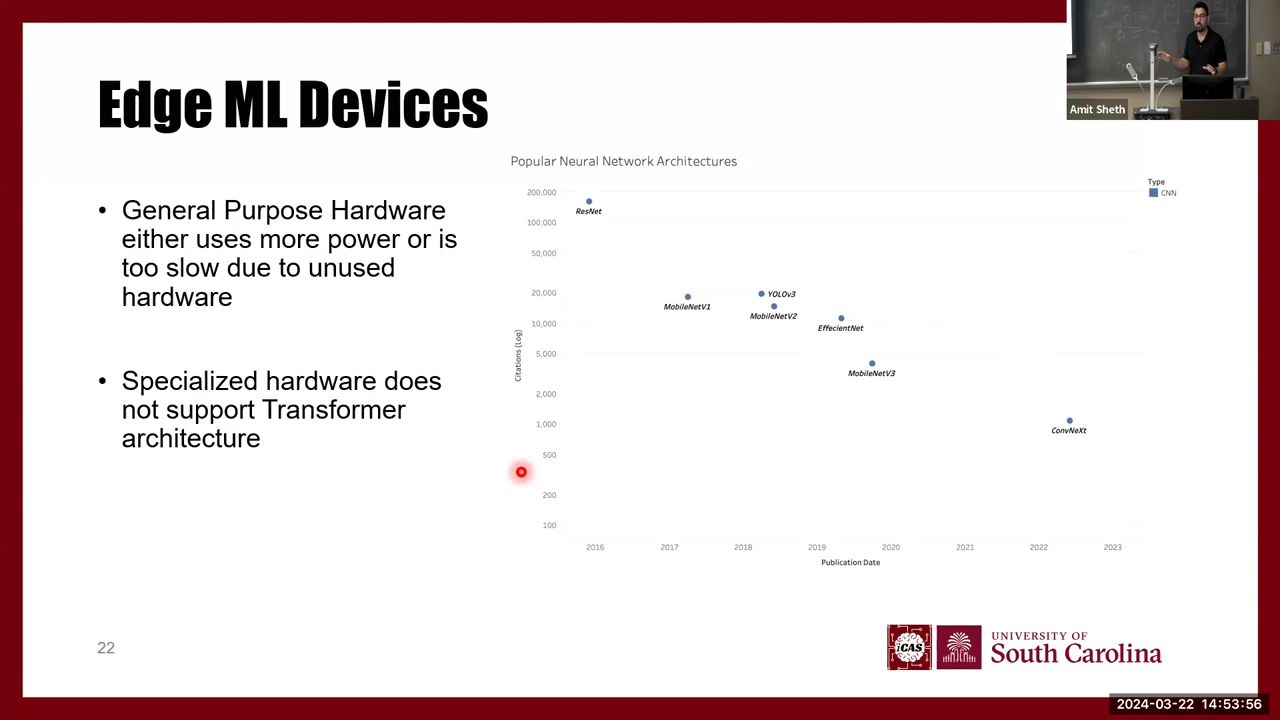 Edge ML Devices
Amit Sheth
• General Purpose Hardware
either uses more power or is
too slow due to unused
hardware
• Specialized hardware does
not support Transformer
architecture
Popular Neural Network Architectures
Type
CNN
200,000
100,000
50,000
20,000
10,000
5,000
2,000
1,000
500
200
100
Citations (Log)
ResNet
MobileNetV1
YOLOv3
MobileNetV2
EffecientNet
MobileNetV3
ConvNeXt
2016 2017 2018 2019 2020 2021 2022 2023
Publication Date
22
iCAS
UNIVERSITY OF
South Carolina
2024-03-22 14:53:56